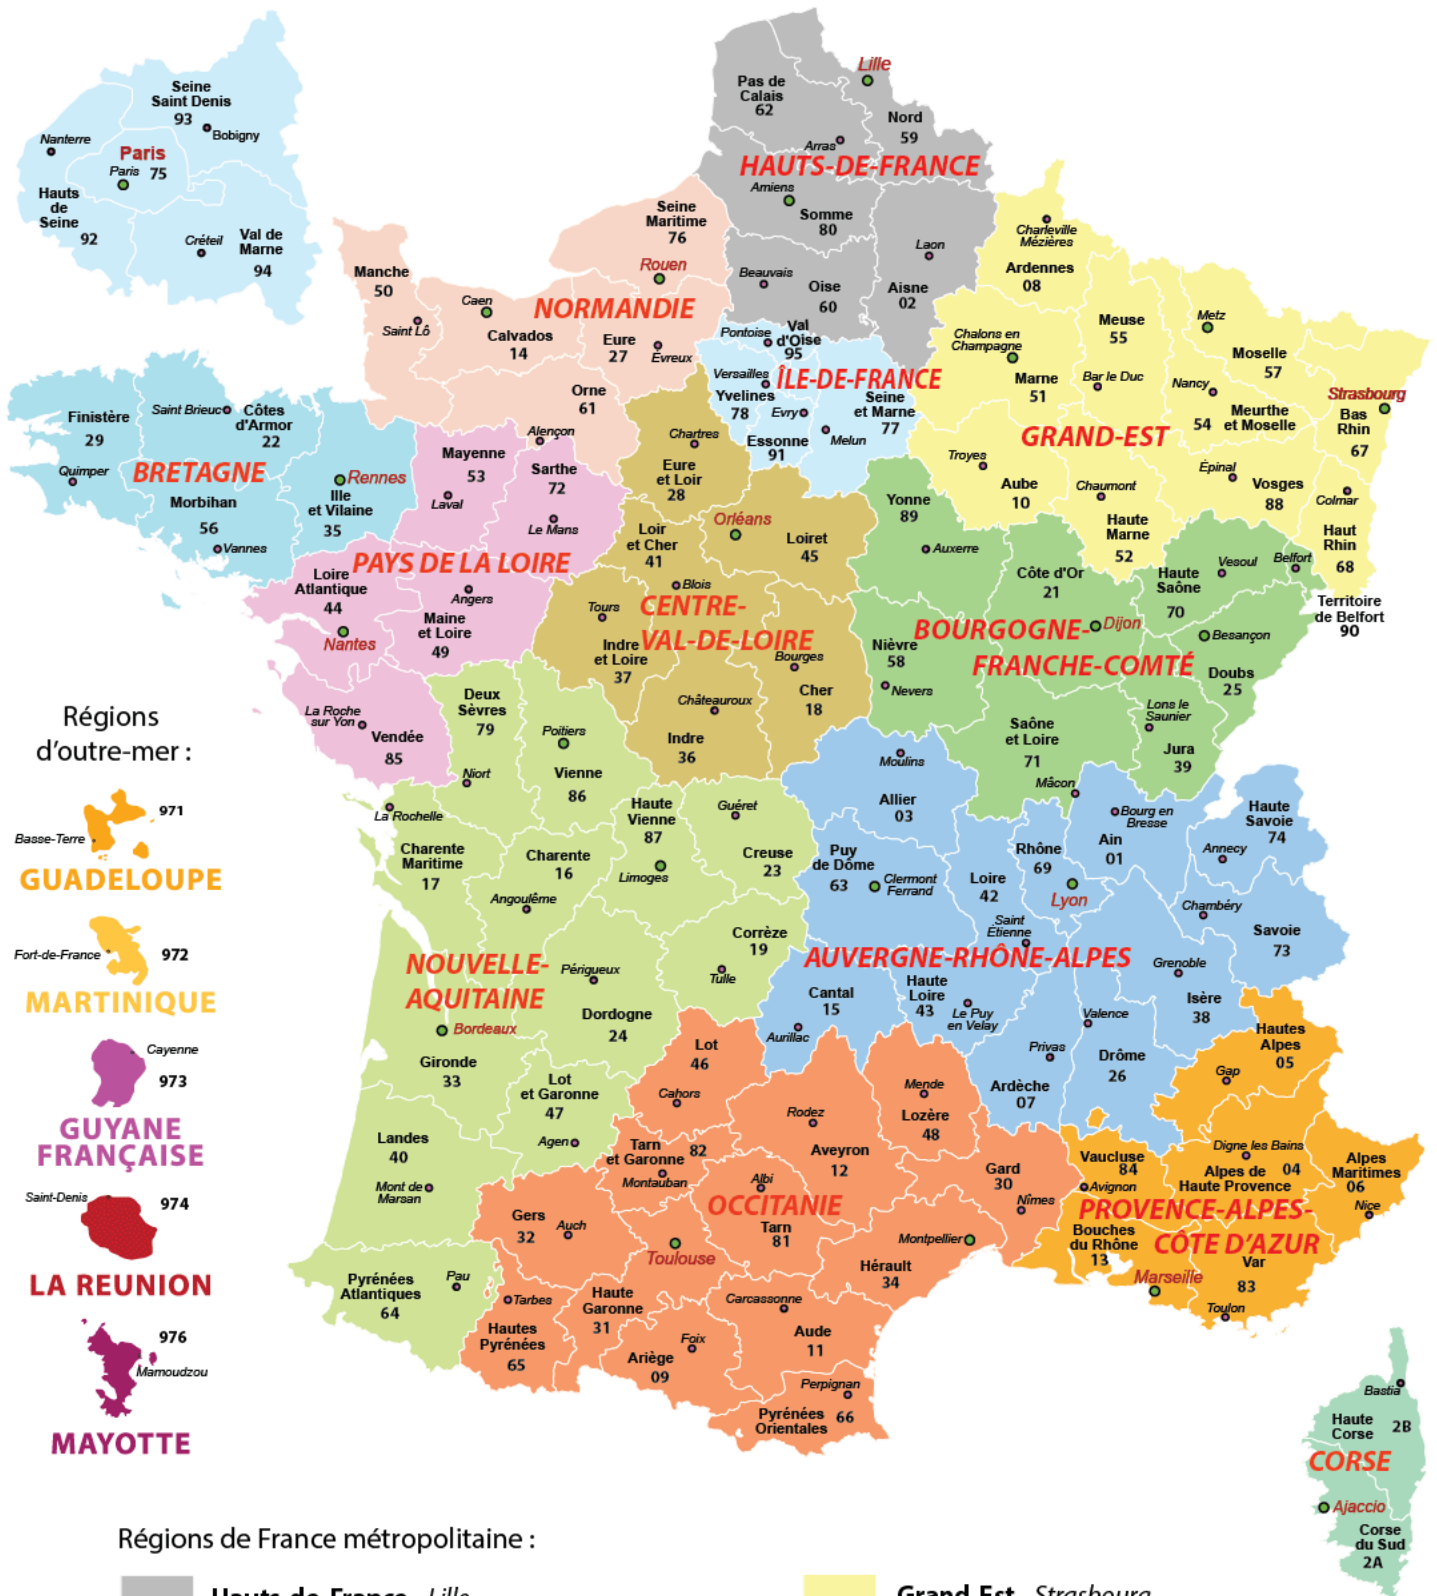 Seine
Saint Denis
93
Bobigny
Nanterre
Paris
Paris 75
Hauts
de
Seine
92
Créteil
Val de
Marne
94
Pas de
Calais
62
Lille
Nord
59
Arras
HAUTS-DE-FRANCE
Amiens
Somme
80
Laon
Beauvais
Oise
60
Aisne
02
Seine
Maritime
76
Rouen
Manche
50
Saint Lô
Caen
NORMANDIE
Calvados
14
Eure
27
Évreux
Orne
61
Alençon
Charleville
Mézières
Ardennes
08
Chalons en
Champagne
Marne
51
Meuse
55
Bar le Duc
Metz
Moselle
57
Nancy
54
Meurthe
et Moselle
Strasbourg
Bas
Rhin
67
GRAND-EST
Troyes
Aube
10
Chaumont
Haute
Marne
52
Épinal
Vosges
88
Colmar
Haut
Rhin
68
Pontoise
Val
d'Oise
95
Versailles
ÎLE-DE-FRANCE
Yvelines
78
Evry
Seine
et Marne
77
Essonne
91
Melun
Finistère
29
Saint Brieuc
Côtes
d'Armor
22
Quimper
BRETAGNE
Rennes
Morbihan
56
Vannes
Ille
et Vilaine
35
Mayenne
53
Laval
Sarthe
72
Le Mans
PAYS DE LA LOIRE
Loire
Atlantique
44
Nantes
Angers
Maine
et Loire
49
La Roche
sur Yon
Vendée
85
Chartres
Eure
et Loir
28
Orléans
Loir
et Cher
41
Loiret
45
Blois
Tours
CENTRE-
VAL-DE-LOIRE
Indre
et Loire
37
Bourges
Cher
18
Châteauroux
Indre
36
Yonne
89
Auxerre
Côte d'Or
21
Haute
Saône
70
Vesoul
Belfort
Territoire
de Belfort
90
BOURGOGNE-
FRANCHE-COMTÉ
Dijon
Besançon
Nièvre
58
Nevers
Doubs
25
Saône
et Loire
71
Mâcon
Lons le
Saunier
Jura
39
Deux
Sèvres
79
Niort
Poitiers
Vienne
86
La Rochelle
Charente
Maritime
17
Charente
16
Angoulême
Haute
Vienne
87
Limoges
Guéret
Creuse
23
Corrèze
19
Tulle
NOUVELLE-
AQUITAINE
Périgueux
Dordogne
24
Bordeaux
Gironde
33
Lot
et Garonne
47
Agen
Landes
40
Mont de
Marsan
Pyrénées
Atlantiques
64
Pau
Moulins
Allier
03
Puy
de Dôme
63
Clermont
Ferrand
Loire
42
Saint
Étienne
Rhône
69
Lyon
Ain
01
Bourg en
Bresse
Haute
Savoie
74
Annecy
Chambéry
Savoie
73
AUVERGNE-RHÔNE-ALPES
Cantal
15
Aurillac
Haute
Loire
43
Le Puy
en Velay
Grenoble
Isère
38
Valence
Privas
Ardèche
07
Drôme
26
Lot
46
Cahors
Rodez
Aveyron
12
Mende
Lozère
48
Tarn
et Garonne
82
Montauban
Albi
OCCITANIE
Tarn
81
Gard
30
Nîmes
Gers
32
Auch
Toulouse
Montpellier
Hérault
34
Tarbes
Hautes
Pyrénées
65
Haute
Garonne
31
Foix
Ariège
09
Carcassonne
Aude
11
Perpignan
Pyrénées
Orientales
66
Hautes
Alpes
05
Gap
Vaucluse
84
Avignon
Digne les Bains
Alpes de
Haute Provence
04
Alpes
Maritimes
06
Nice
PROVENCE-ALPES-
CÔTE D'AZUR
Bouches
du Rhône
13
Marseille
Var
83
Toulon
Bastia
Haute
Corse
2B
CORSE
Ajaccio
Corse
du Sud
2A
Régions
d'outre-mer :
971
Basse-Terre
GUADELOUPE
Fort-de-France
972
MARTINIQUE
Cayenne
973
GUYANE
FRANÇAISE
Saint-Denis
974
LA REUNION
976
Mamoudzou
MAYOTTE
Régions de France métropolitaine :
Hauts-de-France - Lille
Grand-Est - Strasbourg